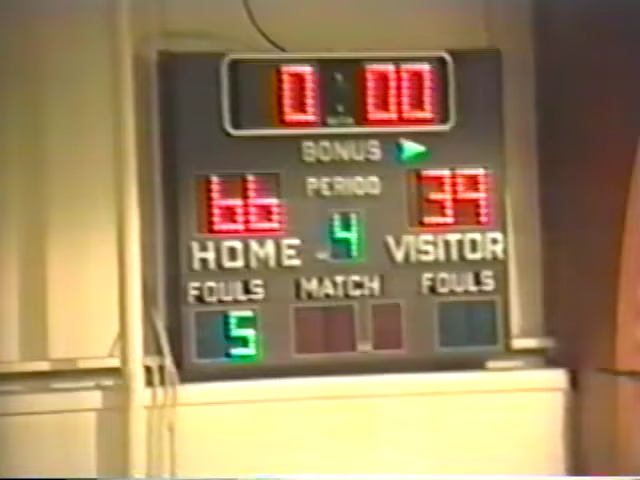 0:00
BONUS
PERIOD
66 4 39
HOME VISITOR
FOULS MATCH FOULS
5